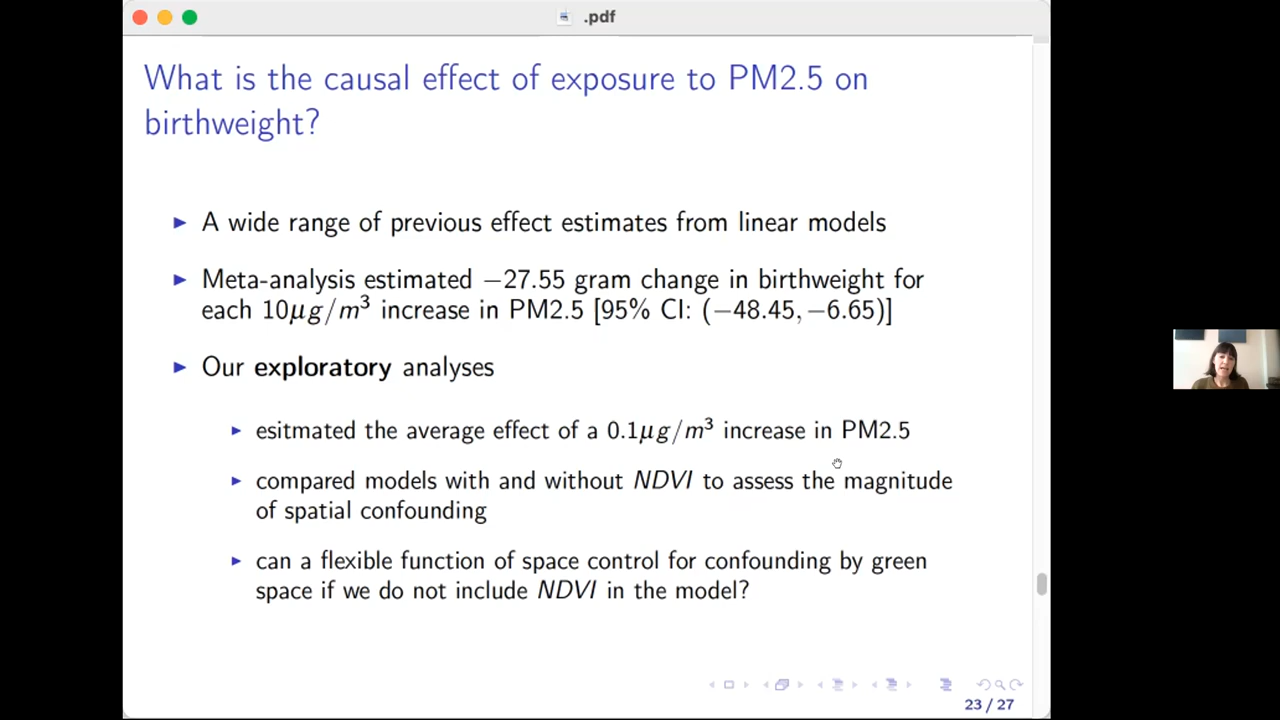 .pdf
What is the causal effect of exposure to PM2.5 on
birthweight?
A wide range of previous effect estimates from linear models
Meta-analysis estimated −27.55 gram change in birthweight for
each 10μg/m³ increase in PM2.5 [95% CI: (−48.45, −6.65)]
Our exploratory analyses
esitmated the average effect of a 0.1μg/m³ increase in PM2.5
compared models with and without NDVI to assess the magnitude
of spatial confounding
can a flexible function of space control for confounding by green
space if we do not include NDVI in the model?
23 / 27